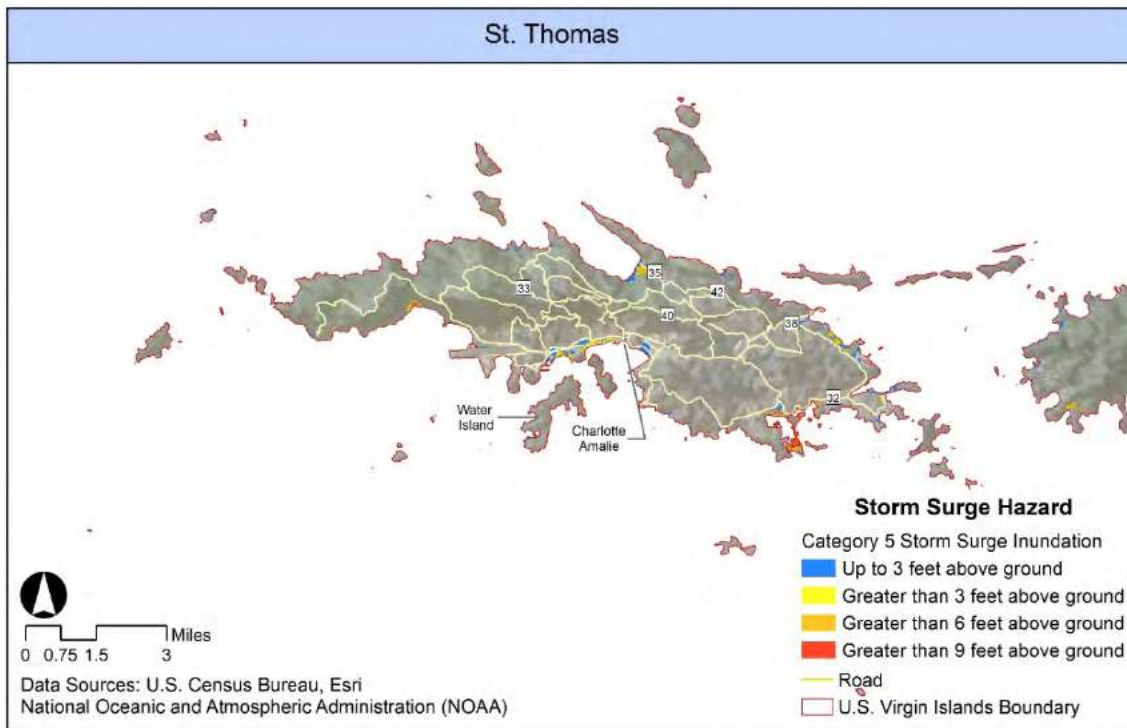 St. Thomas
33
35
42
40
38
32
Water
Island
Charlotte
Amalie
Storm Surge Hazard
Category 5 Storm Surge Inundation
Up to 3 feet above ground
Greater than 3 feet above ground
Greater than 6 feet above ground
Greater than 9 feet above ground
Road
U.S. Virgin Islands Boundary
Miles
0 0.75 1.5 3
Data Sources: U.S. Census Bureau, Esri
National Oceanic and Atmospheric Administration (NOAA)